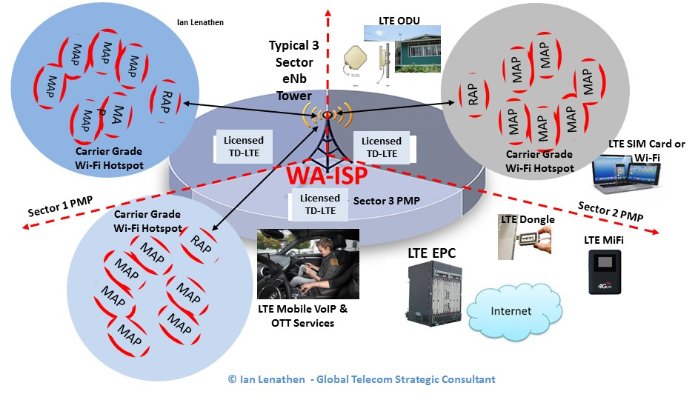 Ian Lenathen
MAP
MAP
MAP
MAP
MAP
MA
P
RAP
Carrier Grade
Wi-Fi Hotspot
Typical 3
Sector
eNb
Tower
LTE ODU
RAP
MAP
MAP
MAP
MAP
MAP
MAP
MAP
Carrier Grade
Wi-Fi Hotspot
LTE SIM Card or
Wi-Fi
Licensed
TD-LTE
Licensed
TD-LTE
WA-ISP
Licensed
TD-LTE
Sector 3 PMP
Sector 1 PMP
Sector 2 PMP
Carrier Grade
Wi-Fi Hotspot
RAP
MAP
MAP
MAP
MAP
MAP
MAP
LTE Mobile VoIP &
OTT Services
LTE EPC
LTE Dongle
LTE MiFi
Internet
© Ian Lenathen - Global Telecom Strategic Consultant